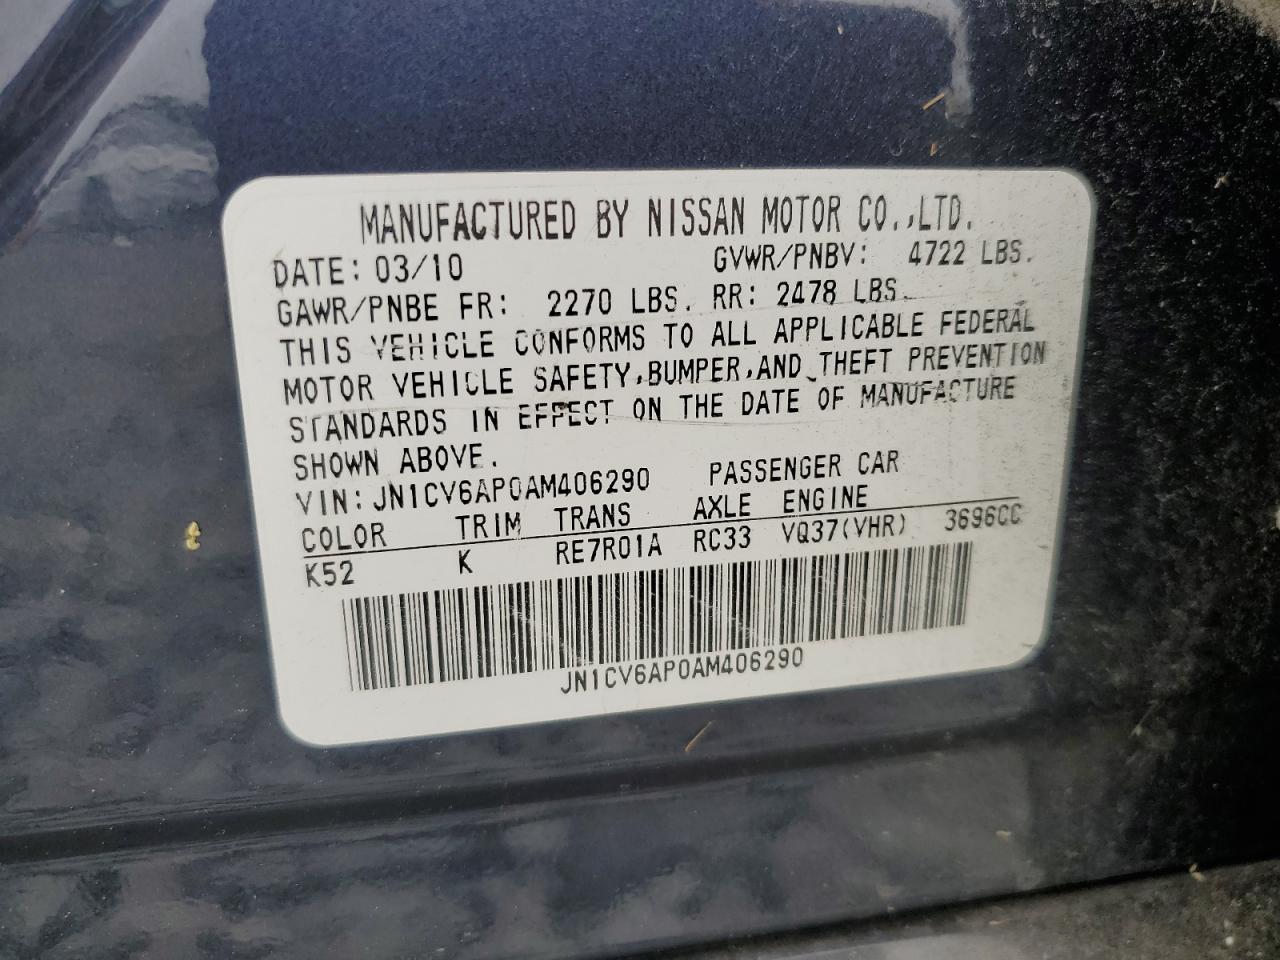 MANUFACTURED BY NISSAN MOTOR CO.,LTD.
DATE: 03/10 GVWR/PNBV: 4722 LBS.
GAWR/PNBE FR: 2270 LBS. RR: 2478 LBS.
THIS VEHICLE CONFORMS TO ALL APPLICABLE FEDERAL
MOTOR VEHICLE SAFETY,BUMPER,AND THEFT PREVENTION
STANDARDS IN EFFECT ON THE DATE OF MANUFACTURE
SHOWN ABOVE.
VIN: JN1CV6AP0AM406290 PASSENGER CAR
COLOR TRIM TRANS AXLE ENGINE
K52 K RE7R01A RC33 VQ37(VHR) 3696CC
JN1CV6AP0AM406290